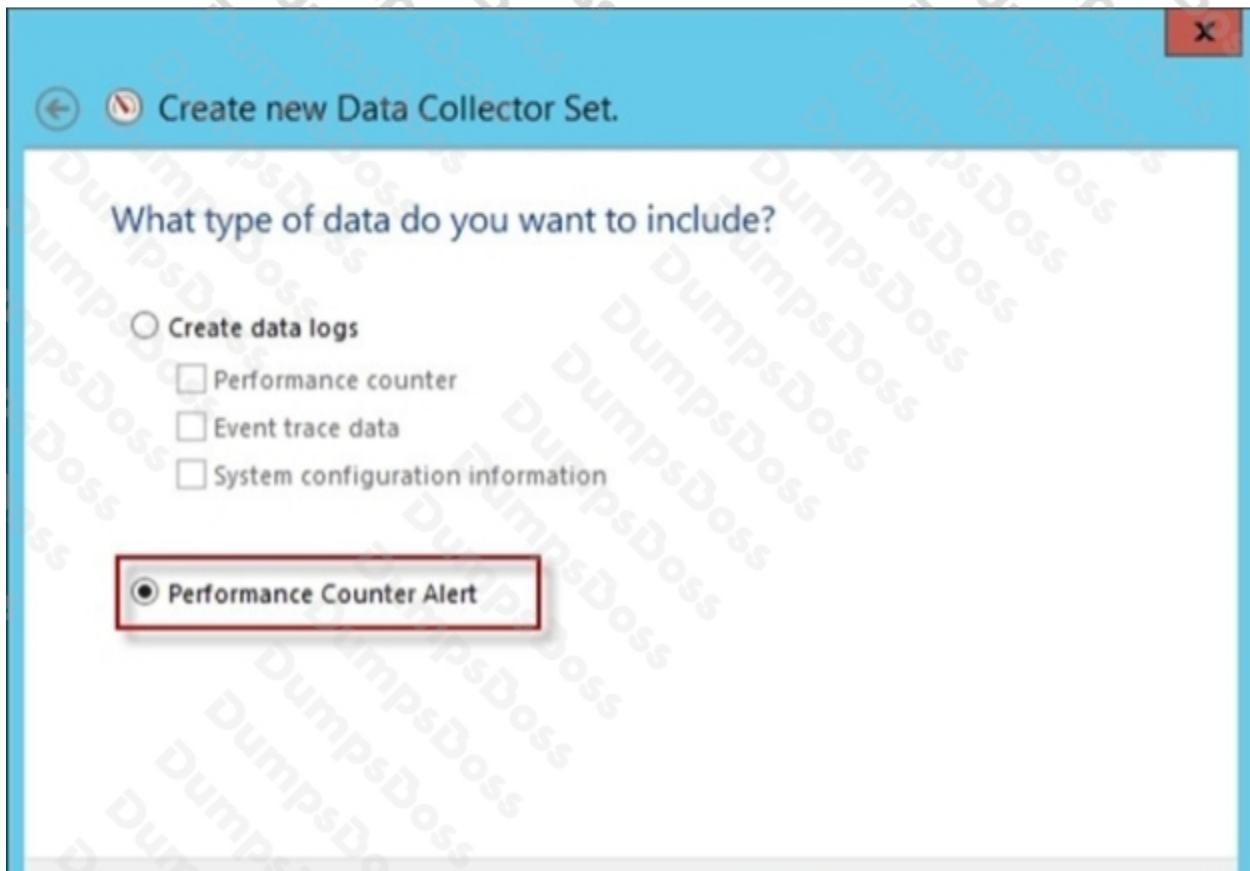 x
Create new Data Collector Set.
What type of data do you want to include?
Create data logs
Performance counter
Event trace data
System configuration information
Performance Counter Alert
DumpsDoss